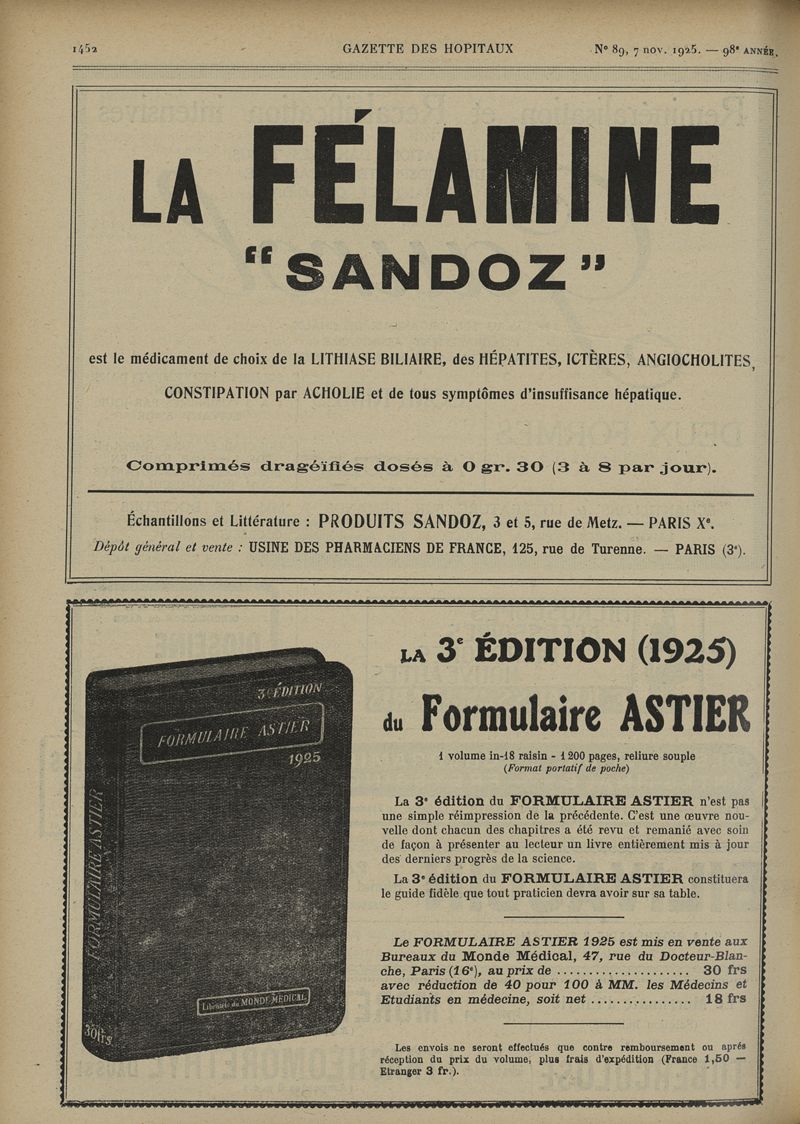 1452
GAZETTE DES HOPITAUX
N° 89, 7 nov. 1925. — 98e ANNÉE.
LA FÉLAMINE
"SANDOZ"
est le médicament de choix de la LITHIASE BILIAIRE, des HÉPATITES, ICTÈRES, ANGIOCHOLITES,
CONSTIPATION par ACHOLIE et de tous symptômes d'insuffisance hépatique.
Comprimés dragéïfiés dosés à 0 gr. 30 (3 à 8 par jour).
Échantillons et Littérature : PRODUITS SANDOZ, 3 et 5, rue de Metz. — PARIS Xe.
Dépôt général et vente : USINE DES PHARMACIENS DE FRANCE, 125, rue de Turenne. — PARIS (3e).
3e ÉDITION
FORMULAIRE ASTIER
1925
FORMULAIRE ASTIER
Librairie du MONDE MÉDICAL
30frs
LA 3e ÉDITION (1925)
du Formulaire ASTIER
1 volume in-18 raisin - 1200 pages, reliure souple
(Format portatif de poche)
La 3e édition du FORMULAIRE ASTIER n'est pas
une simple réimpression de la précédente. C'est une œuvre nou-
velle dont chacun des chapitres a été revu et remanié avec soin
de façon à présenter au lecteur un livre entièrement mis à jour
des derniers progrès de la science.
La 3e édition du FORMULAIRE ASTIER constituera
le guide fidèle que tout praticien devra avoir sur sa table.
Le FORMULAIRE ASTIER 1925 est mis en vente aux
Bureaux du Monde Médical, 47, rue du Docteur-Blan-
che, Paris (16e), au prix de ..................... 30 frs
avec réduction de 40 pour 100 à MM. les Médecins et
Etudiants en médecine, soit net ................ 18 frs
Les envois ne seront effectués que contre remboursement ou aprés
réception du prix du volume, plus frais d'expédition (France 1,50 —
Etranger 3 fr.).